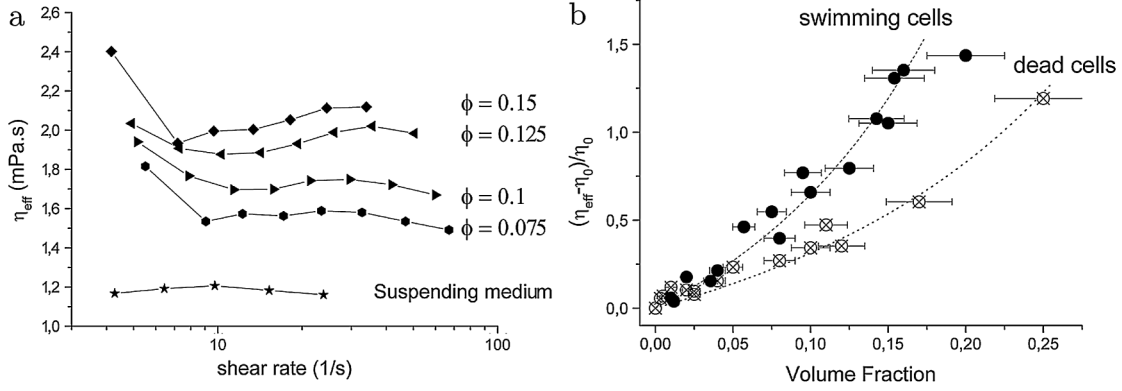 a
2,6
2,4
2,2
2,0
1,8
1,6
1,4
1,2
1,0
η_eff (mPa.s)
ϕ = 0.15
ϕ = 0.125
ϕ = 0.1
ϕ = 0.075
Suspending medium
10
100
shear rate (1/s)
b
swimming cells
dead cells
1,5
1,0
0,5
0,0
(η_eff-η_0)/η_0
0,00
0,05
0,10
0,15
0,20
0,25
Volume Fraction